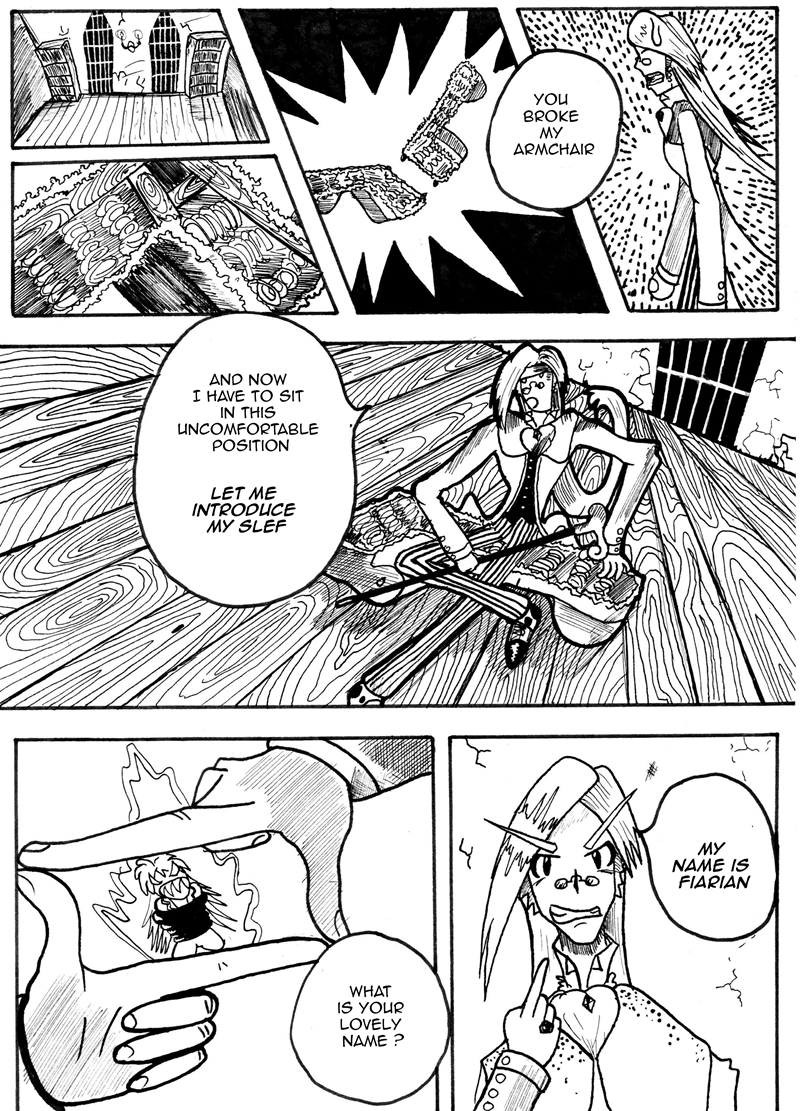 YOU
BROKE
MY
ARMCHAIR
AND NOW
I HAVE TO SIT
IN THIS
UNCOMFORTABLE
POSITION
LET ME
INTRODUCE
MY SLEF
WHAT
IS YOUR
LOVELY
NAME ?
MY
NAME IS
FIARIAN